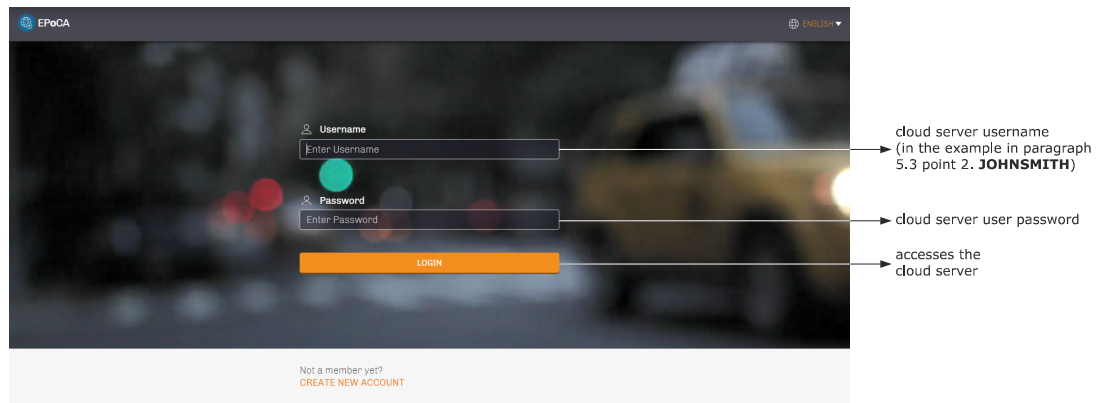 EPoCA
ENGLISH
Username
Enter Username
cloud server username
(in the example in paragraph
5.3 point 2. JOHNSMITH)
Password
Enter Password
cloud server user password
LOGIN
accesses the
cloud server
Not a member yet?
CREATE NEW ACCOUNT